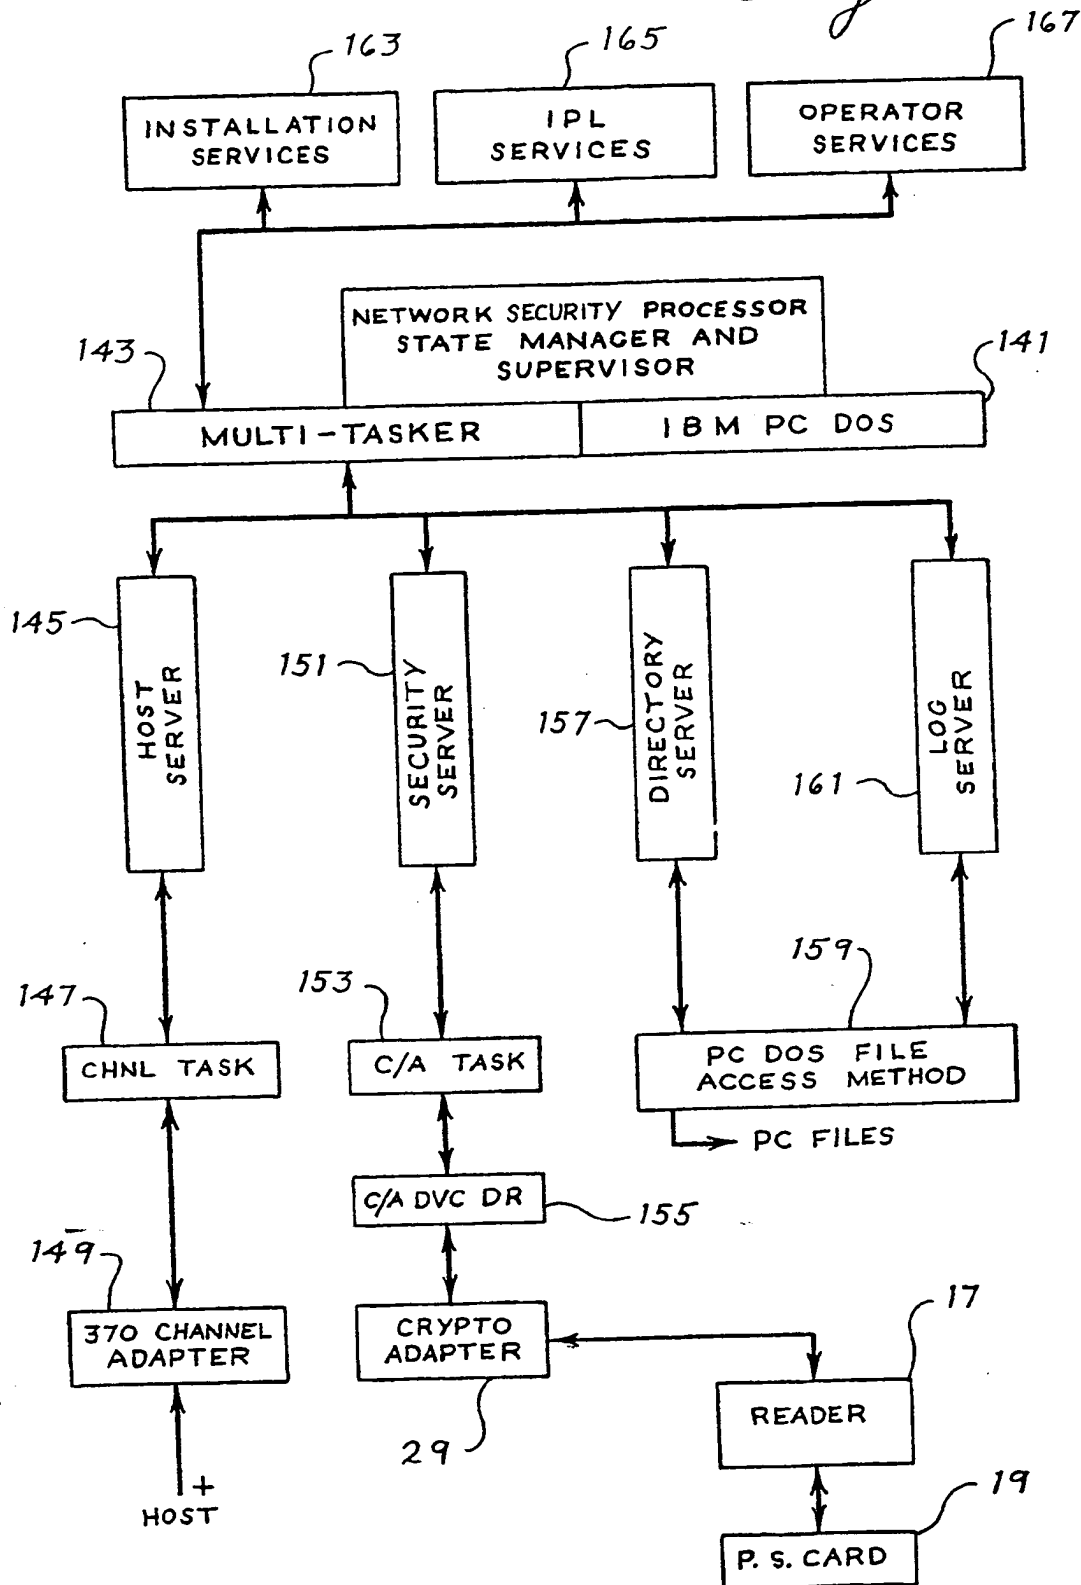 163
165
167
INSTALLATION
SERVICES
IPL
SERVICES
OPERATOR
SERVICES
NETWORK SECURITY PROCESSOR
STATE MANAGER AND
SUPERVISOR
143
141
MULTI-TASKER
IBM PC DOS
145
HOST
SERVER
151
SECURITY
SERVER
157
DIRECTORY
SERVER
161
LOG
SERVER
147
CHNL TASK
153
C/A TASK
159
PC DOS FILE
ACCESS METHOD
PC FILES
C/A DVC DR
155
149
370 CHANNEL
ADAPTER
CRYPTO
ADAPTER
29
17
READER
+
HOST
19
P. S. CARD